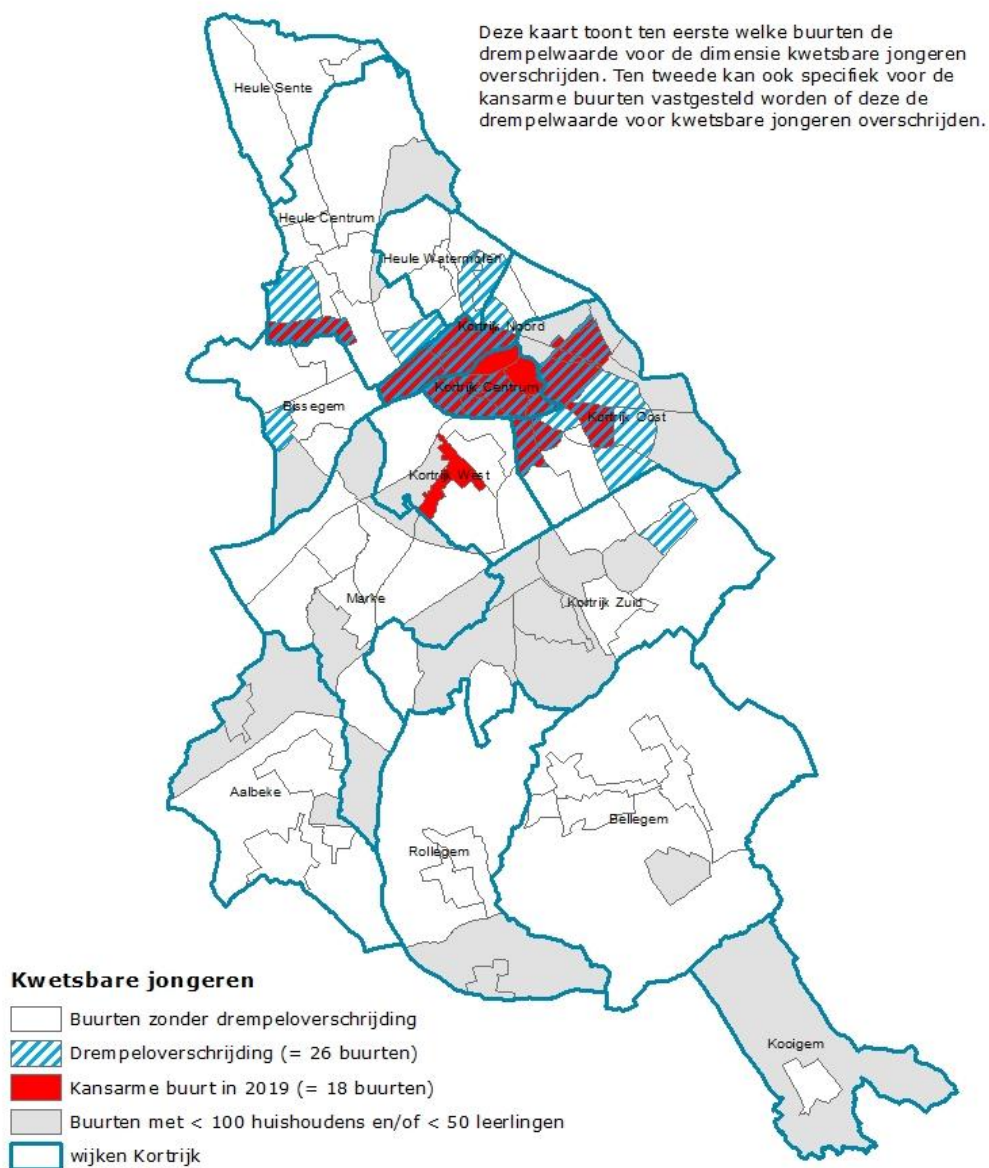 Deze kaart toont ten eerste welke buurten de
drempelwaarde voor de dimensie kwetsbare jongeren
overschrijden. Ten tweede kan ook specifiek voor de
kansarme buurten vastgesteld worden of deze de
drempelwaarde voor kwetsbare jongeren overschrijden.
Heule Sente
Heule Centrum
Heule Watermolen
Kortrijk Noord
Kortrijk Centrum
Bissegem
Kortrijk Oost
Kortrijk West
Marke
Kortrijk Zuid
Aalbeke
Bellegem
Rollegem
Kooigem
Kwetsbare jongeren
Buurten zonder drempeloverschrijding
Drempeloverschrijding (= 26 buurten)
Kansarme buurt in 2019 (= 18 buurten)
Buurten met < 100 huishoudens en/of < 50 leerlingen
wijken Kortrijk